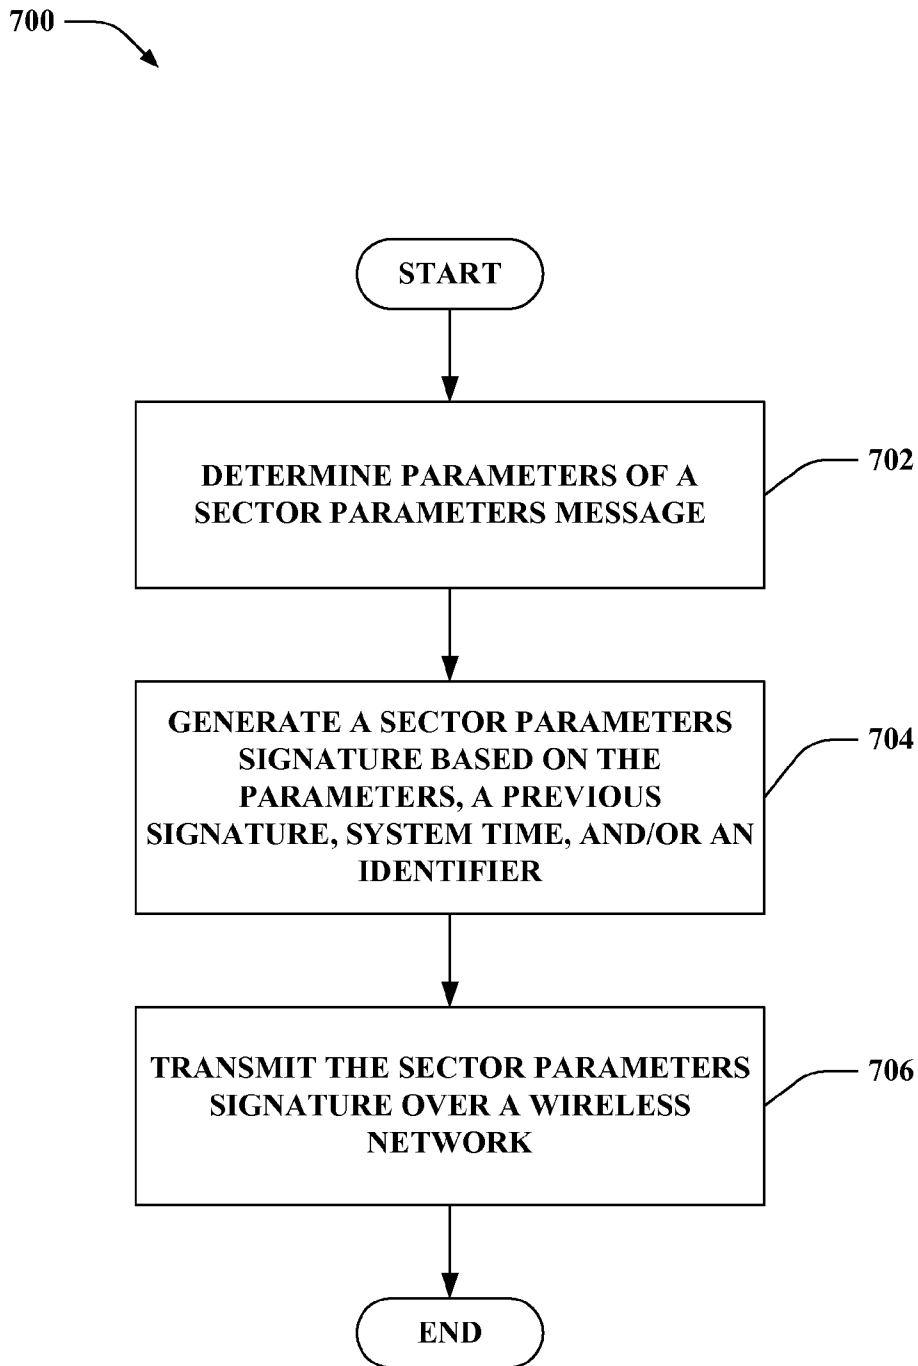 700
START
DETERMINE PARAMETERS OF A
SECTOR PARAMETERS MESSAGE
702
GENERATE A SECTOR PARAMETERS
SIGNATURE BASED ON THE
PARAMETERS, A PREVIOUS
SIGNATURE, SYSTEM TIME, AND/OR AN
IDENTIFIER
704
TRANSMIT THE SECTOR PARAMETERS
SIGNATURE OVER A WIRELESS
NETWORK
706
END